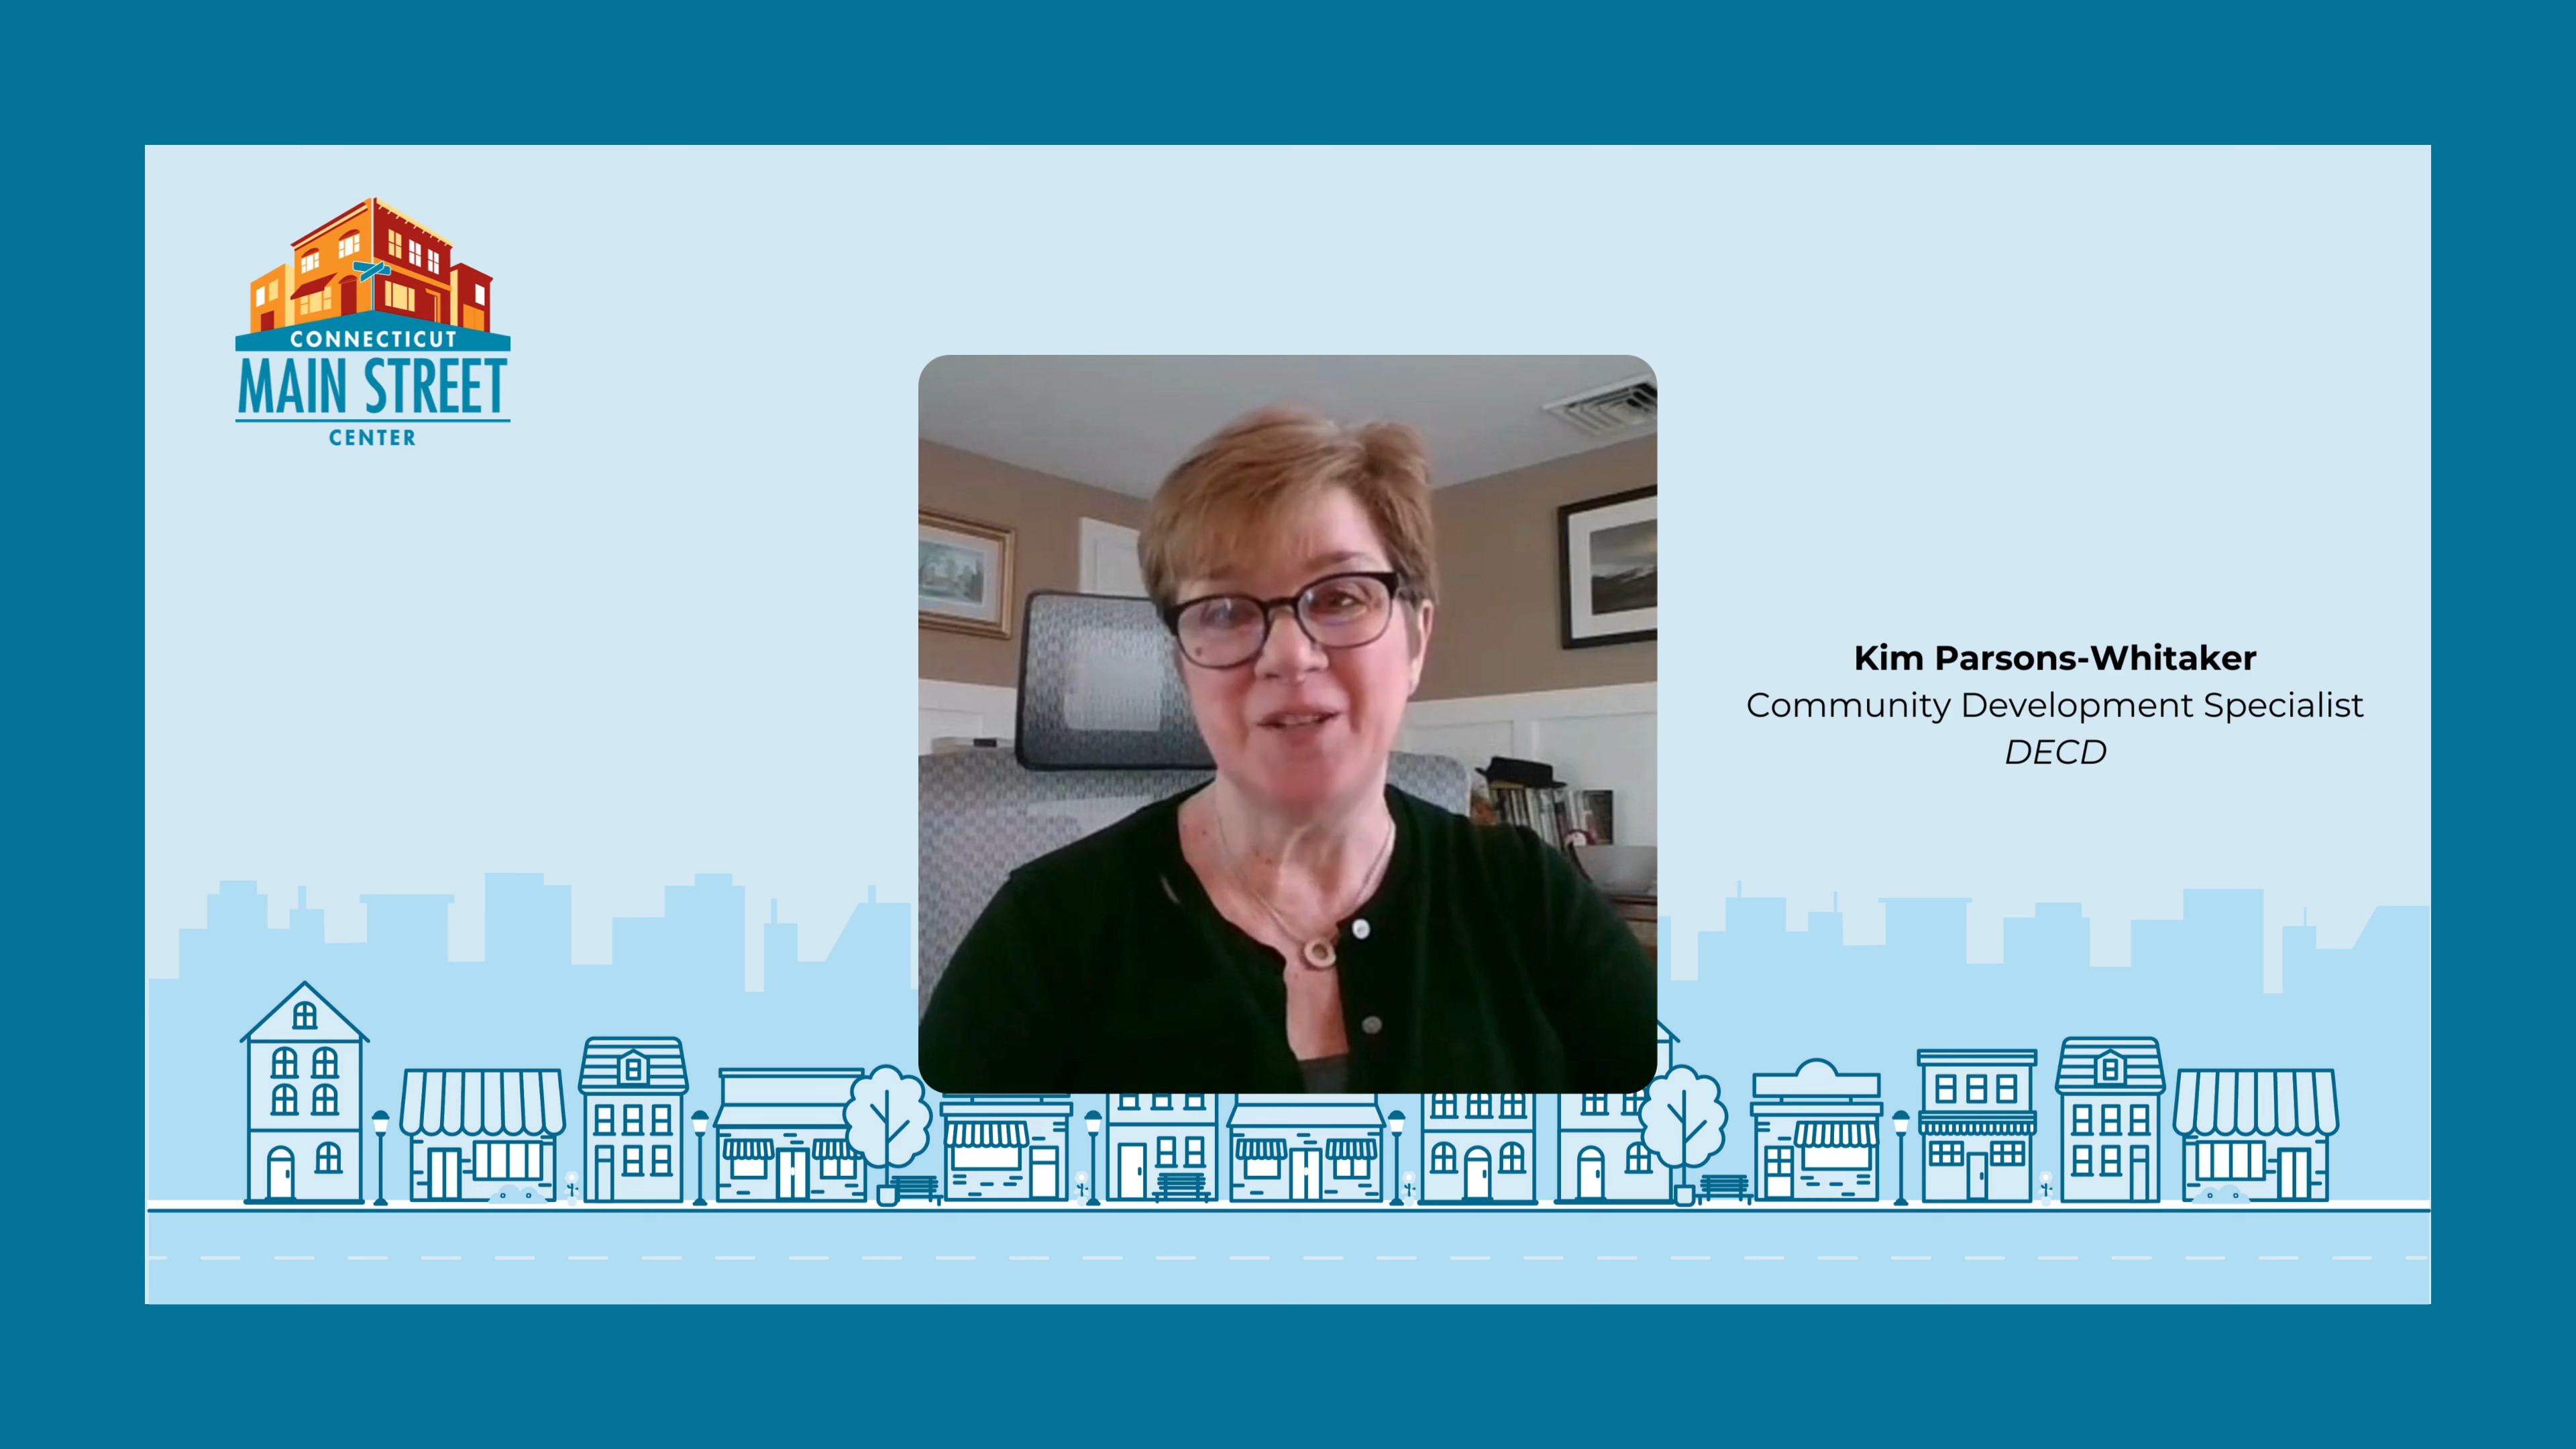 CONNECTICUT
MAIN STREET
CENTER
Kim Parsons-Whitaker
Community Development Specialist
DECD